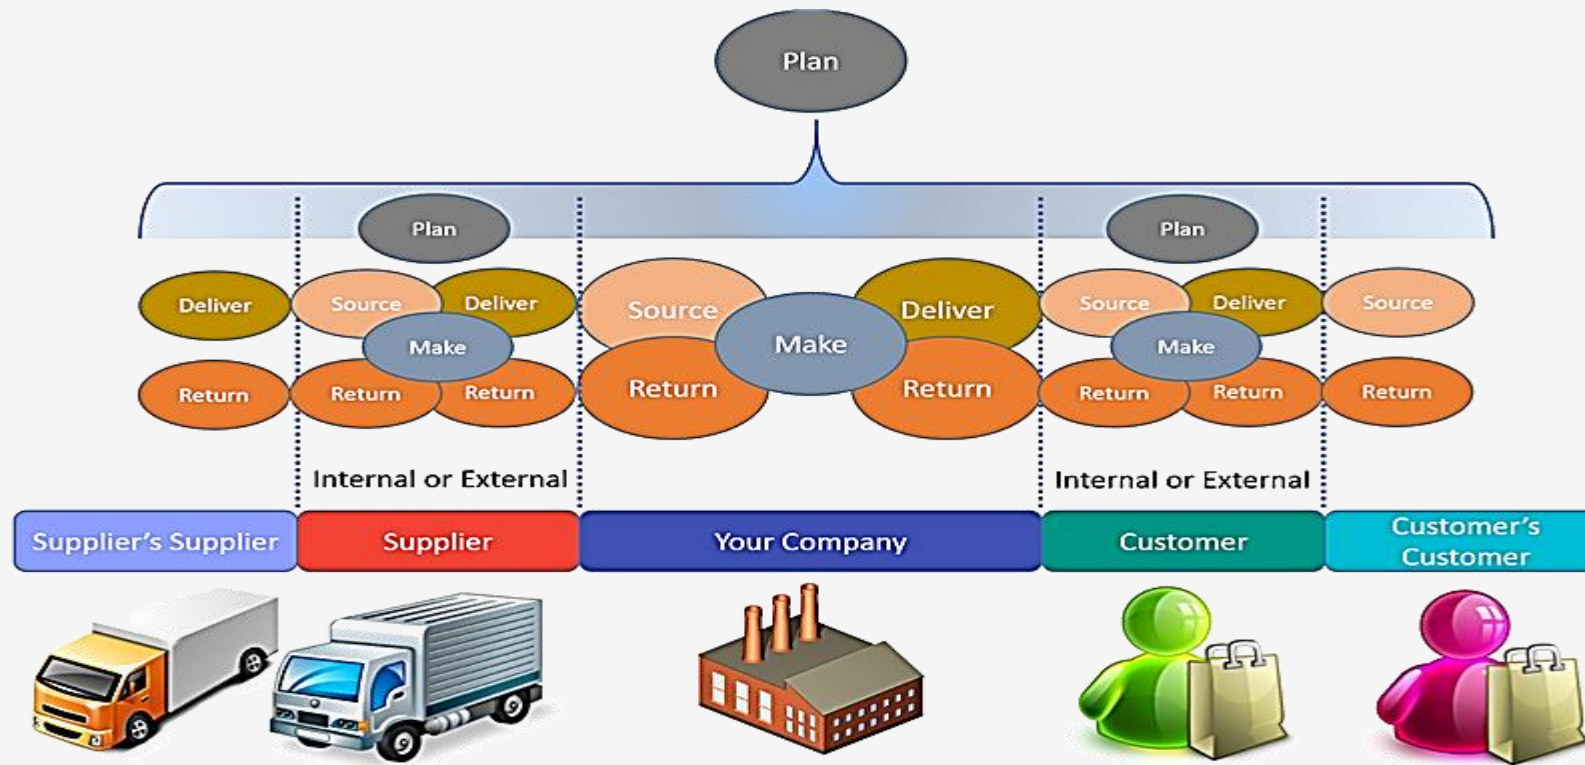 Plan
Plan
Plan
Deliver
Source
Deliver
Source
Deliver
Source
Deliver
Source
Make
Make
Make
Return
Return
Return
Return
Return
Return
Return
Return
Internal or External
Internal or External
Supplier's Supplier
Supplier
Your Company
Customer
Customer's
Customer